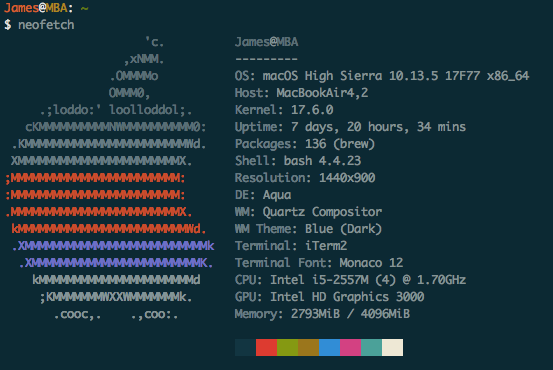 James@MBA: ~
$ neofetch
'c.          James@MBA
,xNMM.       ---------
.OMMMMo      OS: macOS High Sierra 10.13.5 17F77 x86_64
OMMM0,       Host: MacBookAir4,2
.;loddo:' loolloddol;.    Kernel: 17.6.0
cKMMMMMMMMMMNWMMMMMMMMMM0:    Uptime: 7 days, 20 hours, 34 mins
.KMMMMMMMMMMMMMMMMMMMMMMMWd.    Packages: 136 (brew)
XMMMMMMMMMMMMMMMMMMMMMMMX.    Shell: bash 4.4.23
;MMMMMMMMMMMMMMMMMMMMMMMM:    Resolution: 1440x900
:MMMMMMMMMMMMMMMMMMMMMMMM:    DE: Aqua
.MMMMMMMMMMMMMMMMMMMMMMMMX.    WM: Quartz Compositor
kMMMMMMMMMMMMMMMMMMMMMMMMWd.    WM Theme: Blue (Dark)
.XMMMMMMMMMMMMMMMMMMMMMMMMMMk    Terminal: iTerm2
.XMMMMMMMMMMMMMMMMMMMMMMMMK.    Terminal Font: Monaco 12
kMMMMMMMMMMMMMMMMMMMMMMd    CPU: Intel i5-2557M (4) @ 1.70GHz
;KMMMMMMMWXXWMMMMMMMk.    GPU: Intel HD Graphics 3000
.cooc,.    .,coo:.    Memory: 2793MiB / 4096MiB